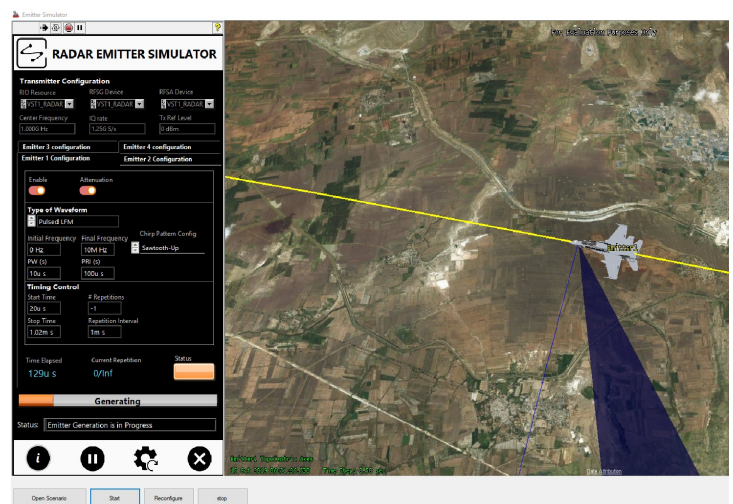 Emitter Simulator
RADAR EMITTER SIMULATOR
Transmitter Configuration
RIO Resource RFSG Device RFSA Device
VST1_RADAR VST1_RADAR VST1_RADAR
Center Frequency IQ rate Tx Ref Level
1.000G Hz 1.25G S/s 0 dBm
Emitter 3 configuration Emitter 4 configuration
Emitter 1 Configuration Emitter 2 Configuration
Enable Attenuation
Type of Waveform
Pulsed LFM
Initial Frequency Final Frequency Chirp Pattern Config
0 Hz 10M Hz Sawtooth-Up
PW (s) PRI (s)
10u s 100u s
Timing Control
Start Time # Repetitions
20u s -1
Stop Time Repetition Interval
1.02m s 1m s
Time Elapsed Current Repetition Status
129u s 0/Inf
Generating
Status: Emitter Generation is in Progress
Open Scenario Start Reconfigure stop
For Evaluation Purposes Only
Emitter1
Data Attribution